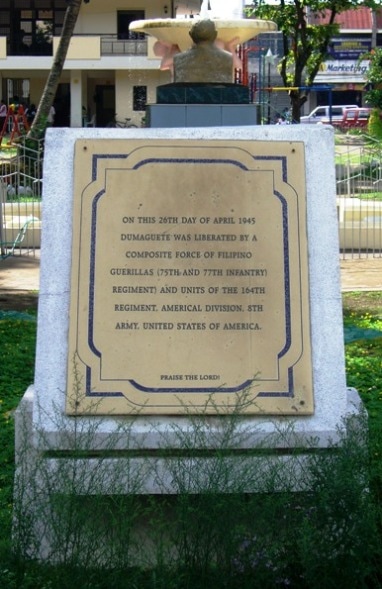 Marketing
ON THIS 26TH DAY OF APRIL 1945
DUMAGUETE WAS LIBERATED BY A
COMPOSITE FORCE OF FILIPINO
GUERILLAS (75TH AND 77TH INFANTRY)
REGIMENT) AND UNITS OF THE 164TH
REGIMENT, AMERICAL DIVISION, 8TH
ARMY, UNITED STATES OF AMERICA.
PRAISE THE LORD!